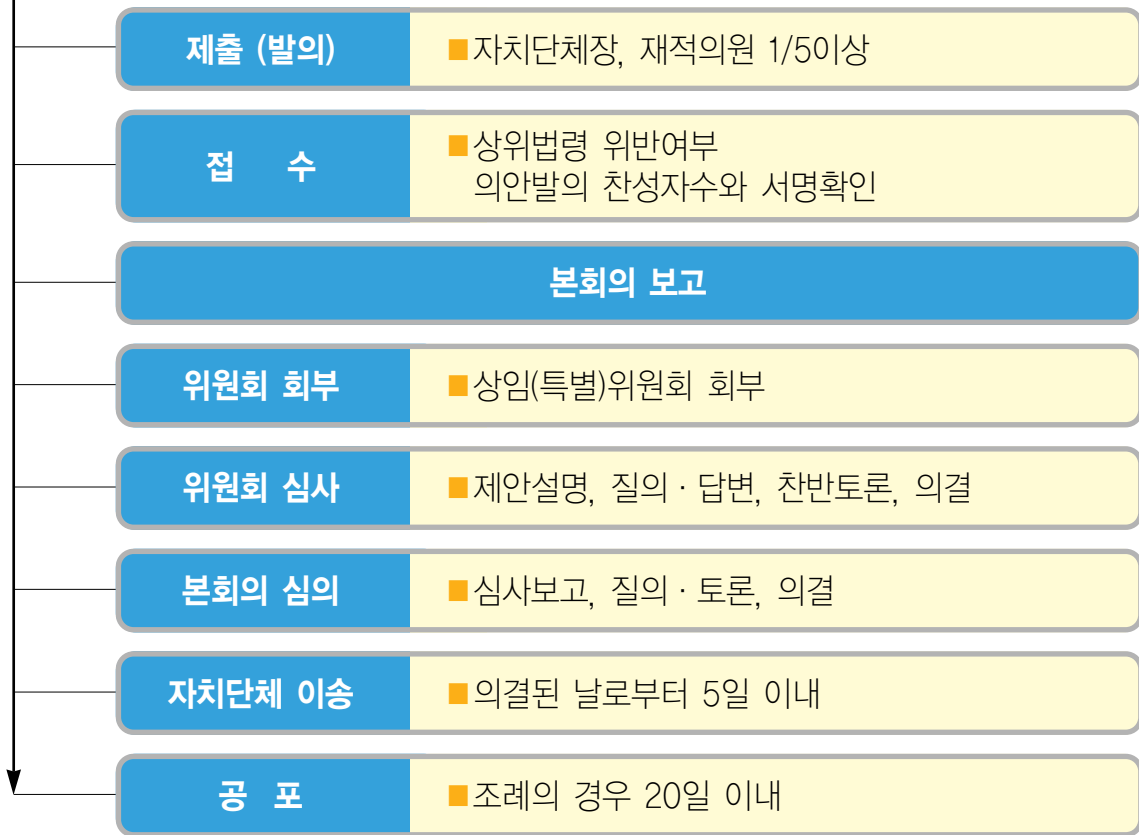 제출 (발의)
■자치단체장, 재적의원 1/5이상
접 수
■상위법령 위반여부
의안발의 찬성자수와 서명확인
본회의 보고
위원회 회부
■상임(특별)위원회 회부
위원회 심사
■제안설명, 질의 · 답변, 찬반토론, 의결
본회의 심의
■심사보고, 질의 · 토론, 의결
자치단체 이송
■의결된 날로부터 5일 이내
공 포
■조례의 경우 20일 이내